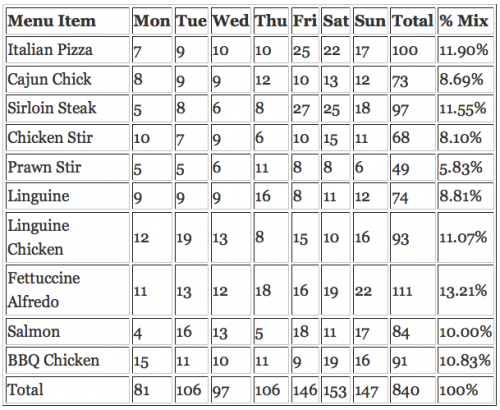 Menu Item Mon Tue Wed Thu Fri Sat Sun Total % Mix
Italian Pizza 7 9 10 10 25 22 17 100 11.90%
Cajun Chick 8 9 9 12 10 13 12 73 8.69%
Sirloin Steak 5 8 6 8 27 25 18 97 11.55%
Chicken Stir 10 7 9 6 10 15 11 68 8.10%
Prawn Stir 5 5 6 11 8 8 6 49 5.83%
Linguine 9 9 9 16 8 11 12 74 8.81%
Linguine
Chicken 12 19 13 8 15 10 16 93 11.07%
Fettuccine
Alfredo 11 13 12 18 16 19 22 111 13.21%
Salmon 4 16 13 5 18 11 17 84 10.00%
BBQ Chicken 15 11 10 11 9 19 16 91 10.83%
Total 81 106 97 106 146 153 147 840 100%